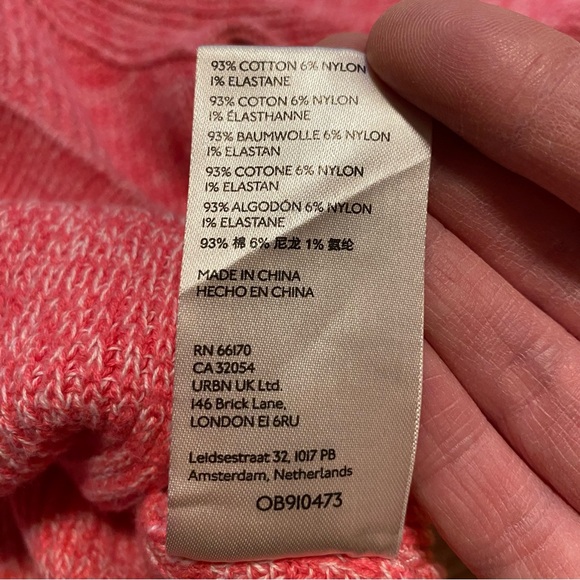 93% COTTON 6% NYLON
1% ELASTANE
93% COTON 6% NYLON
1% ÉLASTHANNE
93% BAUMWOLLE 6% NYLON
1% ELASTAN
93% COTONE 6% NYLON
1% ELASTAN
93% ALGODÓN 6% NYLON
1% ELASTANE
93% 棉 6% 尼龙 1% 氨纶
MADE IN CHINA
HECHO EN CHINA
RN 66170
CA 32054
URBN UK Ltd.
146 Brick Lane,
LONDON E1 6RU
Leidsestraat 32, 1017 PB
Amsterdam, Netherlands
OB910473